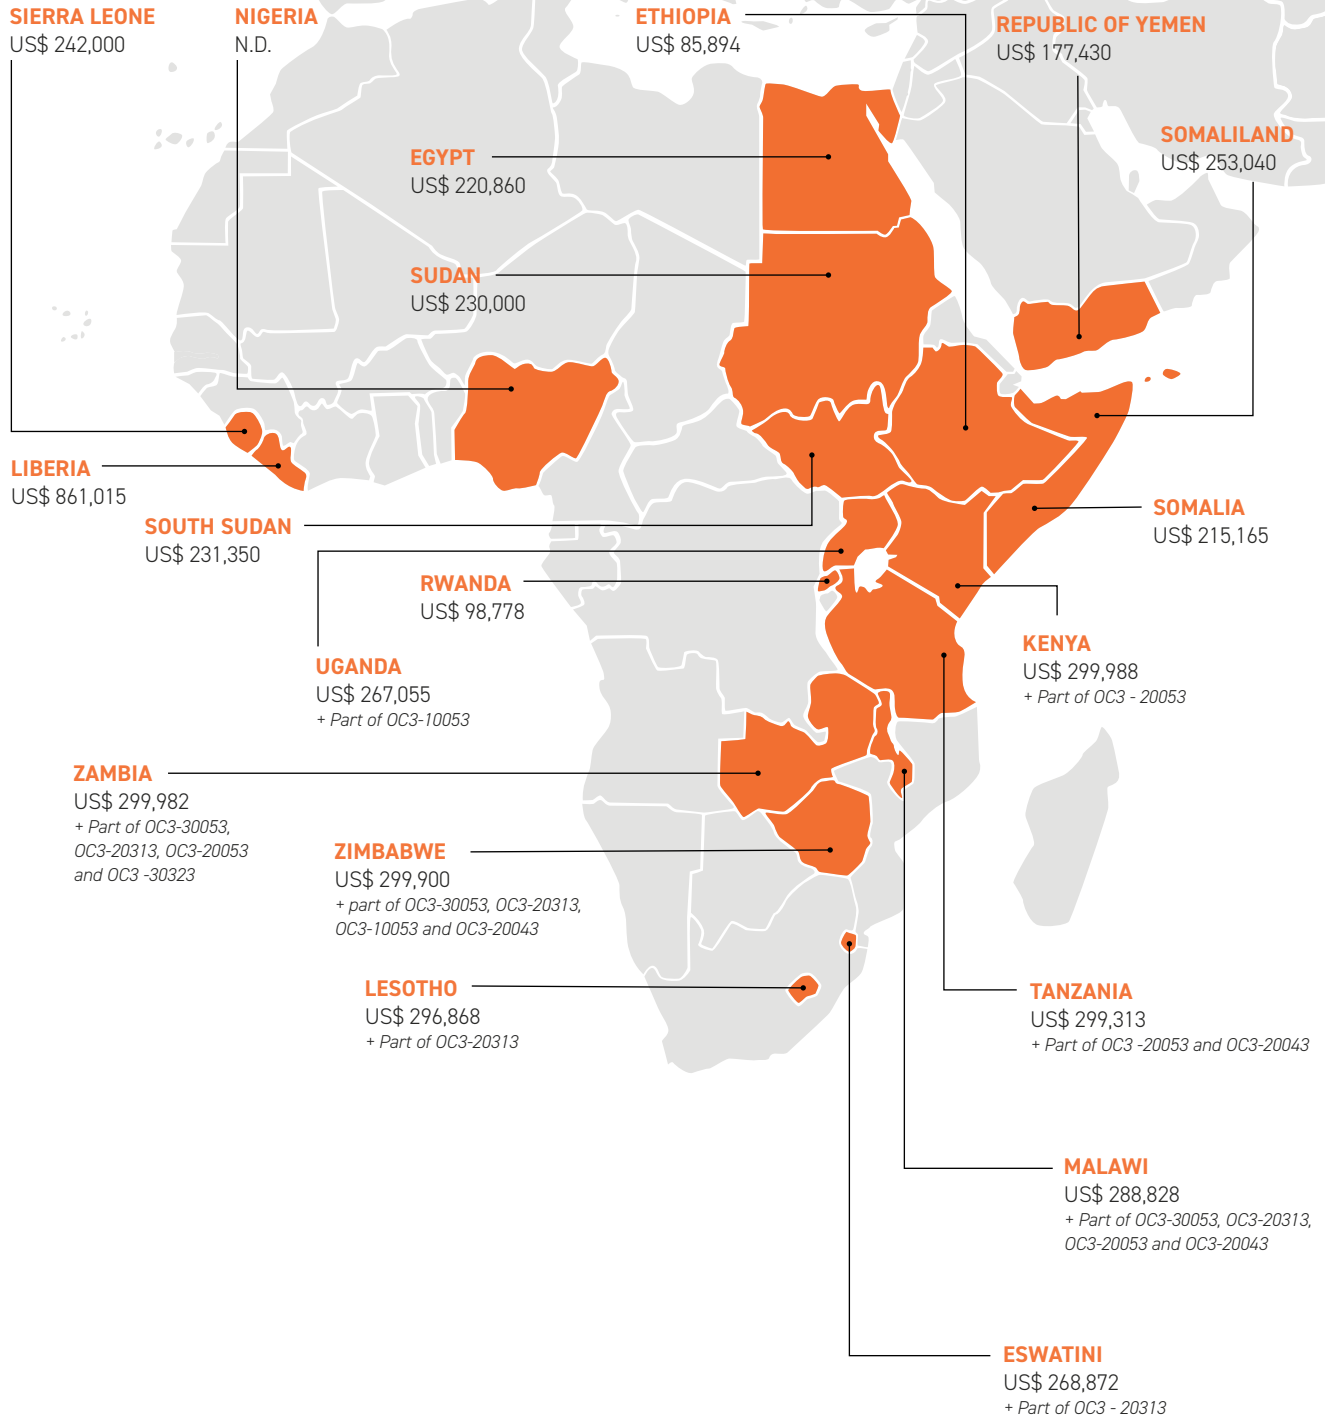 SIERRA LEONE
US$ 242,000
NIGERIA
N.D.
ETHIOPIA
US$ 85,894
REPUBLIC OF YEMEN
US$ 177,430
SOMALILAND
US$ 253,040
EGYPT
US$ 220,860
SUDAN
US$ 230,000
LIBERIA
US$ 861,015
SOUTH SUDAN
US$ 231,350
SOMALIA
US$ 215,165
RWANDA
US$ 98,778
KENYA
US$ 299,988
+ Part of OC3 - 20053
UGANDA
US$ 267,055
+ Part of OC3-10053
ZAMBIA
US$ 299,982
+ Part of OC3-30053,
OC3-20313, OC3-20053
and OC3 -30323
ZIMBABWE
US$ 299,900
+ part of OC3-30053, OC3-20313,
OC3-10053 and OC3-20043
LESOTHO
US$ 296,868
+ Part of OC3-20313
TANZANIA
US$ 299,313
+ Part of OC3 -20053 and OC3-20043
MALAWI
US$ 288,828
+ Part of OC3-30053, OC3-20313,
OC3-20053 and OC3-20043
ESWATINI
US$ 268,872
+ Part of OC3 - 20313